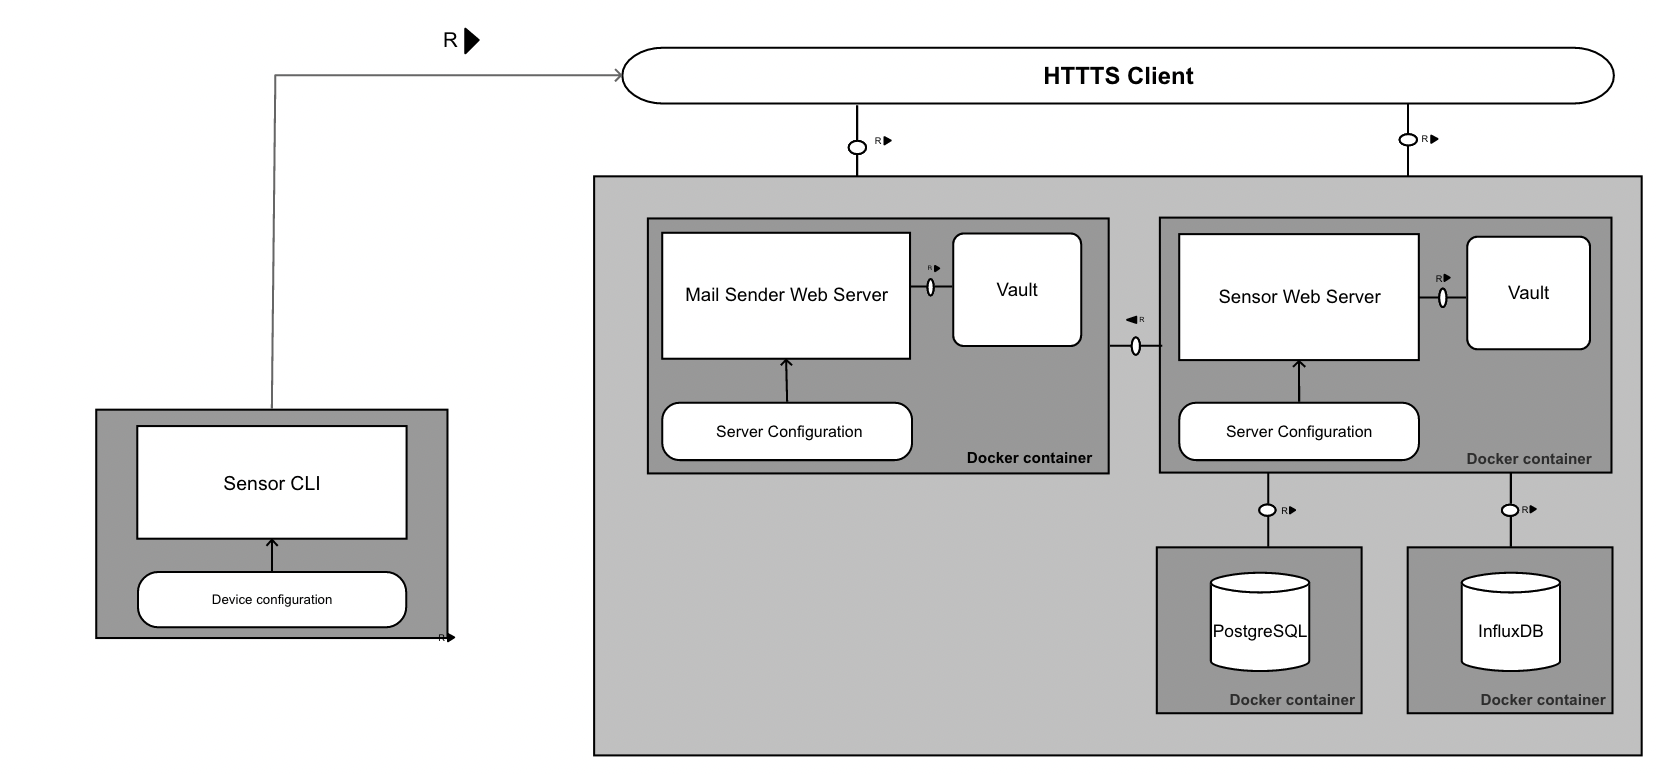 R
HTTTS Client
R
R
Mail Sender Web Server
R
Vault
R
Sensor Web Server
R
Vault
Server Configuration
Docker container
Server Configuration
Docker container
Sensor CLI
Device configuration
R
R
R
PostgreSQL
Docker container
InfluxDB
Docker container